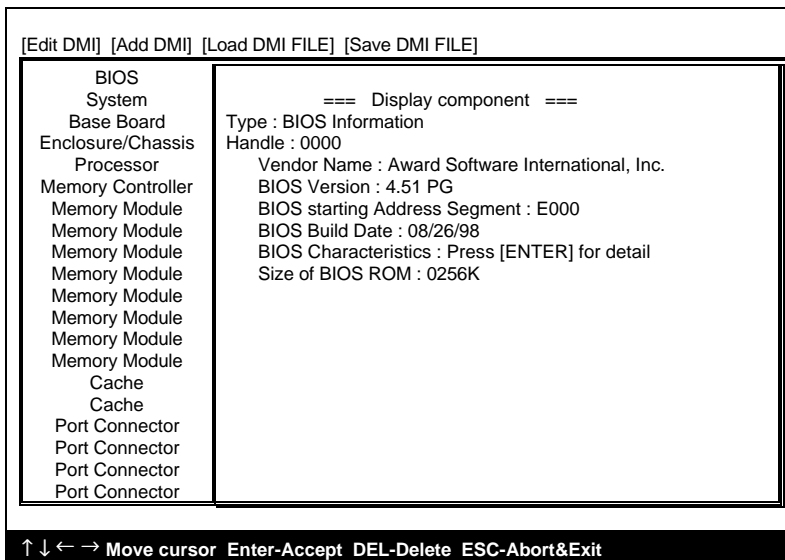 [Edit DMI] [Add DMI] [Load DMI FILE] [Save DMI FILE]
BIOS
System
Base Board
Enclosure/Chassis
Processor
Memory Controller
Memory Module
Memory Module
Memory Module
Memory Module
Memory Module
Memory Module
Memory Module
Memory Module
Cache
Cache
Port Connector
Port Connector
Port Connector
Port Connector
=== Display component ===
Type : BIOS Information
Handle : 0000
Vendor Name : Award Software International, Inc.
BIOS Version : 4.51 PG
BIOS starting Address Segment : E000
BIOS Build Date : 08/26/98
BIOS Characteristics : Press [ENTER] for detail
Size of BIOS ROM : 0256K
↑↓← → Move cursor Enter-Accept DEL-Delete ESC-Abort&Exit